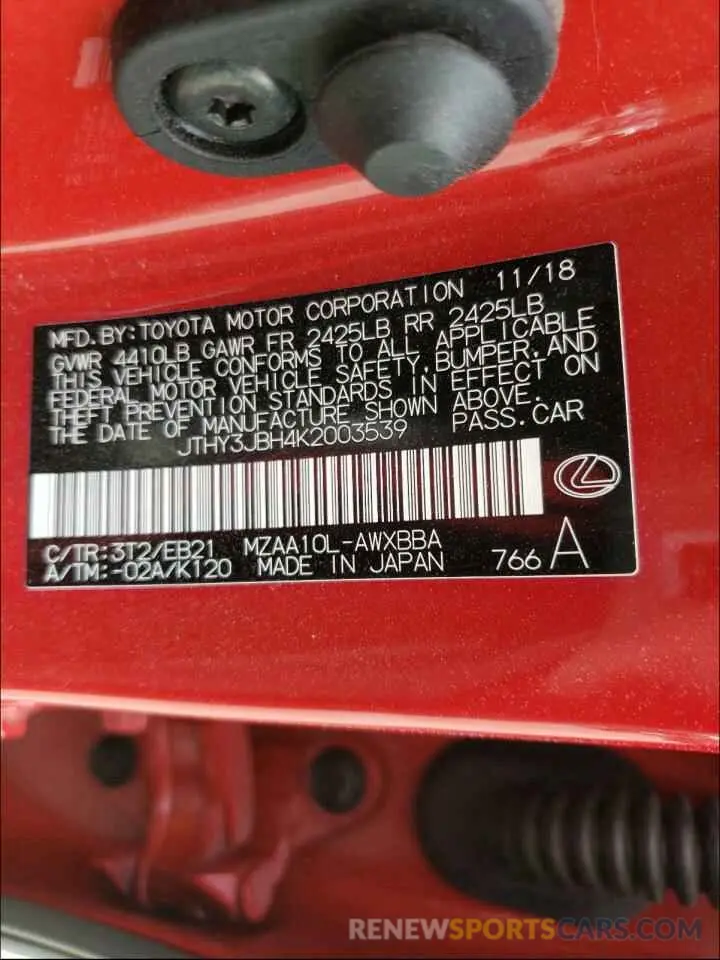 MFD.BY:TOYOTA MOTOR CORPORATION 11/18
GVWR 4410LB GAWR FR 2425LB RR 2425LB
THIS VEHICLE CONFORMS TO ALL APPLICABLE
FEDERAL MOTOR VEHICLE SAFETY,BUMPER,AND
THEFT PREVENTION STANDARDS IN EFFECT ON
THE DATE OF MANUFACTURE SHOWN ABOVE.
JTHY3JBH4K2003539 PASS.CAR
C/TR:3T2/EB21 MZAA10L-AWXBBA
A/TM:-02A/K120 MADE IN JAPAN 766 A
RENEWSPORTSCARS.COM